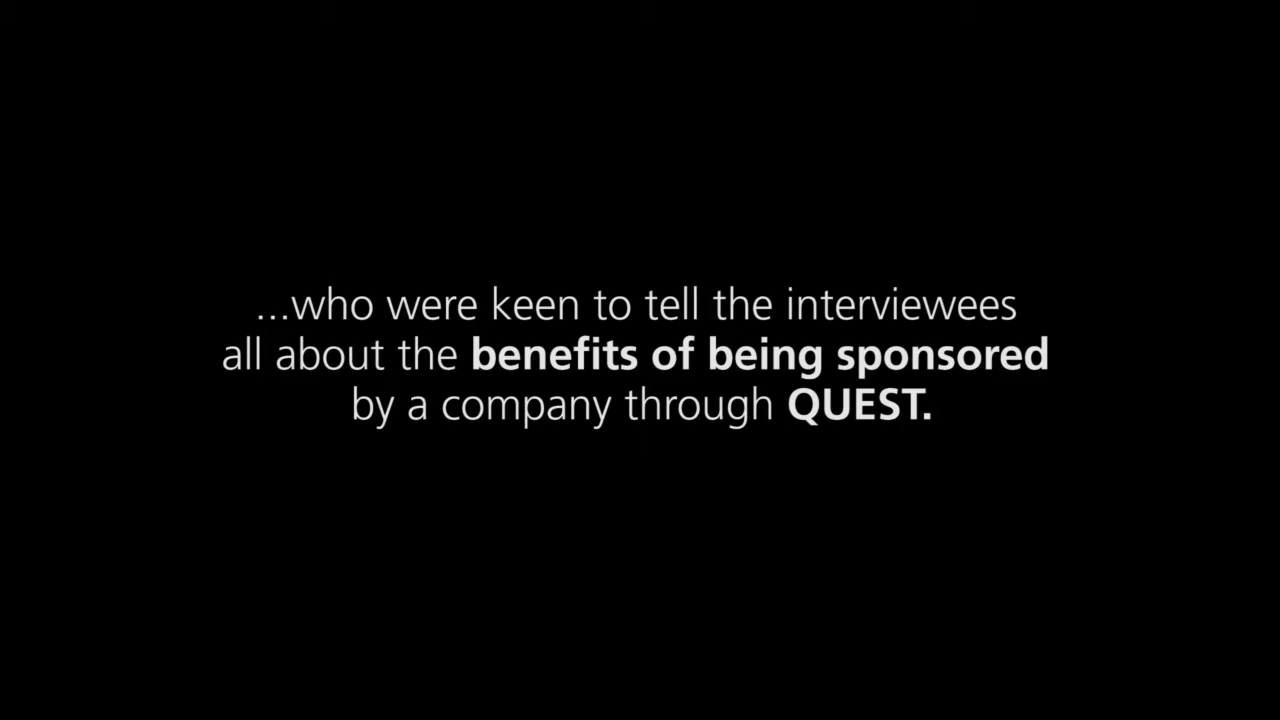 ...who were keen to tell the interviewees
all about the benefits of being sponsored
by a company through QUEST.